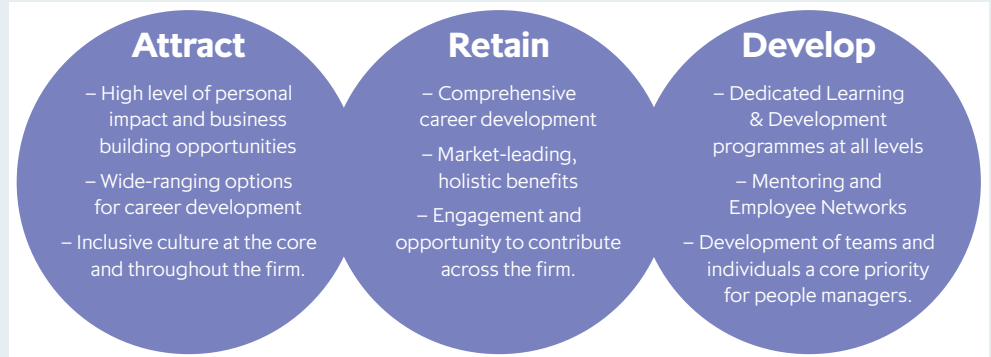 Attract
– High level of personal
impact and business
building opportunities
– Wide-ranging options
for career development
– Inclusive culture at the core
and throughout the firm.
Retain
– Comprehensive
career development
– Market-leading,
holistic benefits
– Engagement and
opportunity to contribute
across the firm.
Develop
– Dedicated Learning
& Development
programmes at all levels
– Mentoring and
Employee Networks
– Development of teams and
individuals a core priority
for people managers.